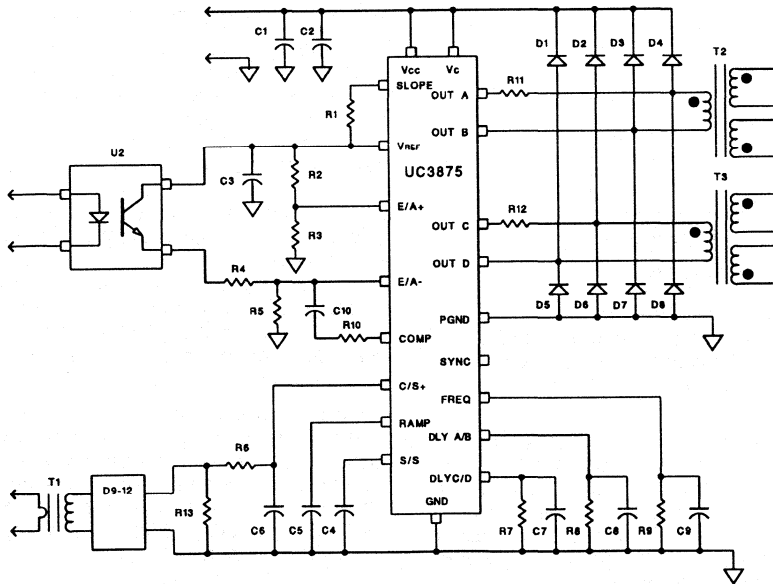 C1
C2
D1
D2
D3
D4
T2
Vcc
Vc
SLOPE
OUT A
R11
R1
OUT B
U2
VREF
UC3875
C3
R2
T3
E/A+
R12
OUT C
R3
R4
OUT D
E/A-
R5
C10
D5
D6
D7
D8
R10
PGND
COMP
SYNC
C/S+
FREQ
RAMP
R6
DLY A/B
S/S
T1
D9-12
DLYC/D
GND
R13
C6
C5
C4
R7
C7
R8
C8
R9
C9